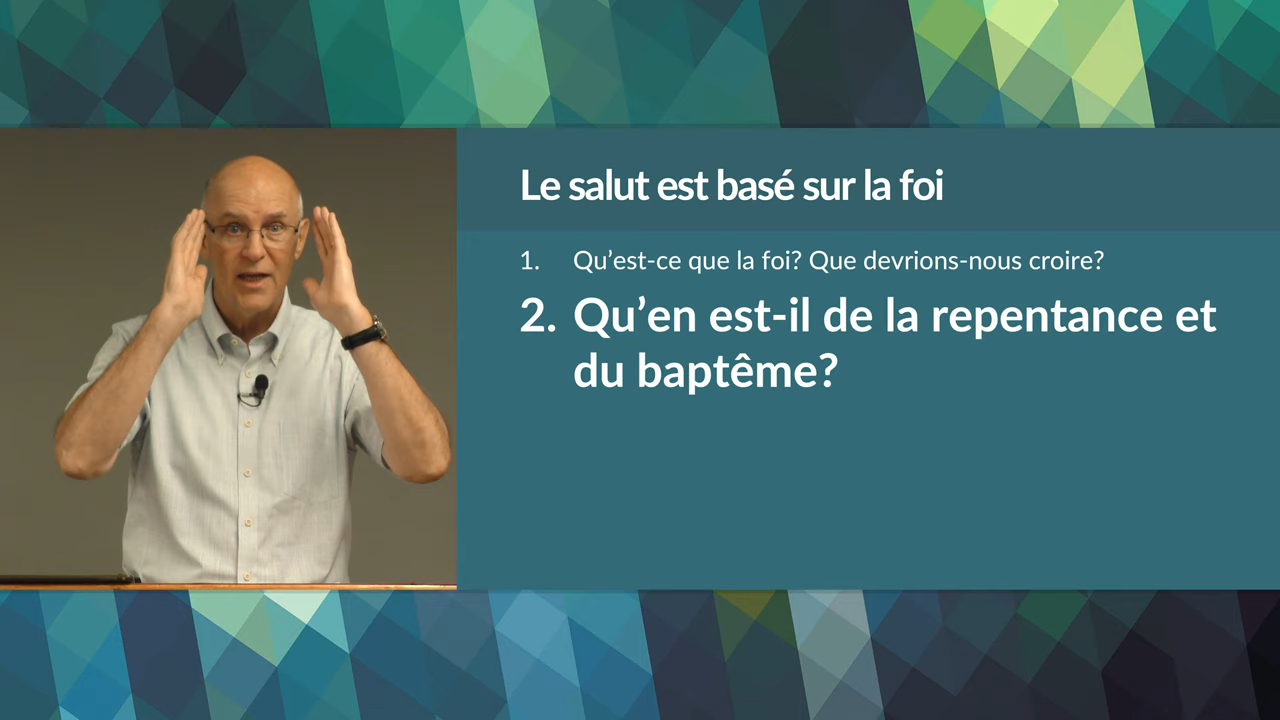 Le salut est basé sur la foi
1. Qu’est-ce que la foi? Que devrions-nous croire?
2. Qu’en est-il de la repentance et
du baptême?